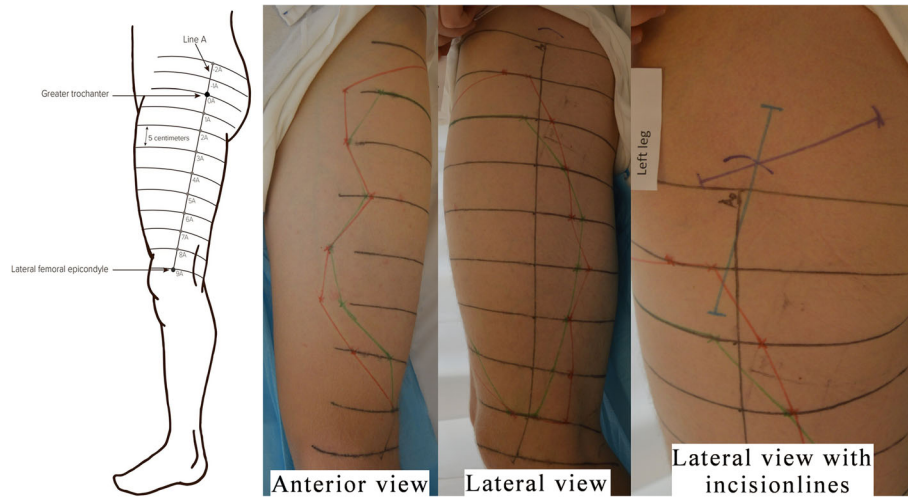 Line A
-2A
-1A
Greater trochanter
0A
1A
5 centimeters
2A
3A
4A
5A
6A
7A
8A
Lateral femoral epicondyle
9A
Anterior view
Lateral view
Left leg
A₀
Lateral view with
incisionlines